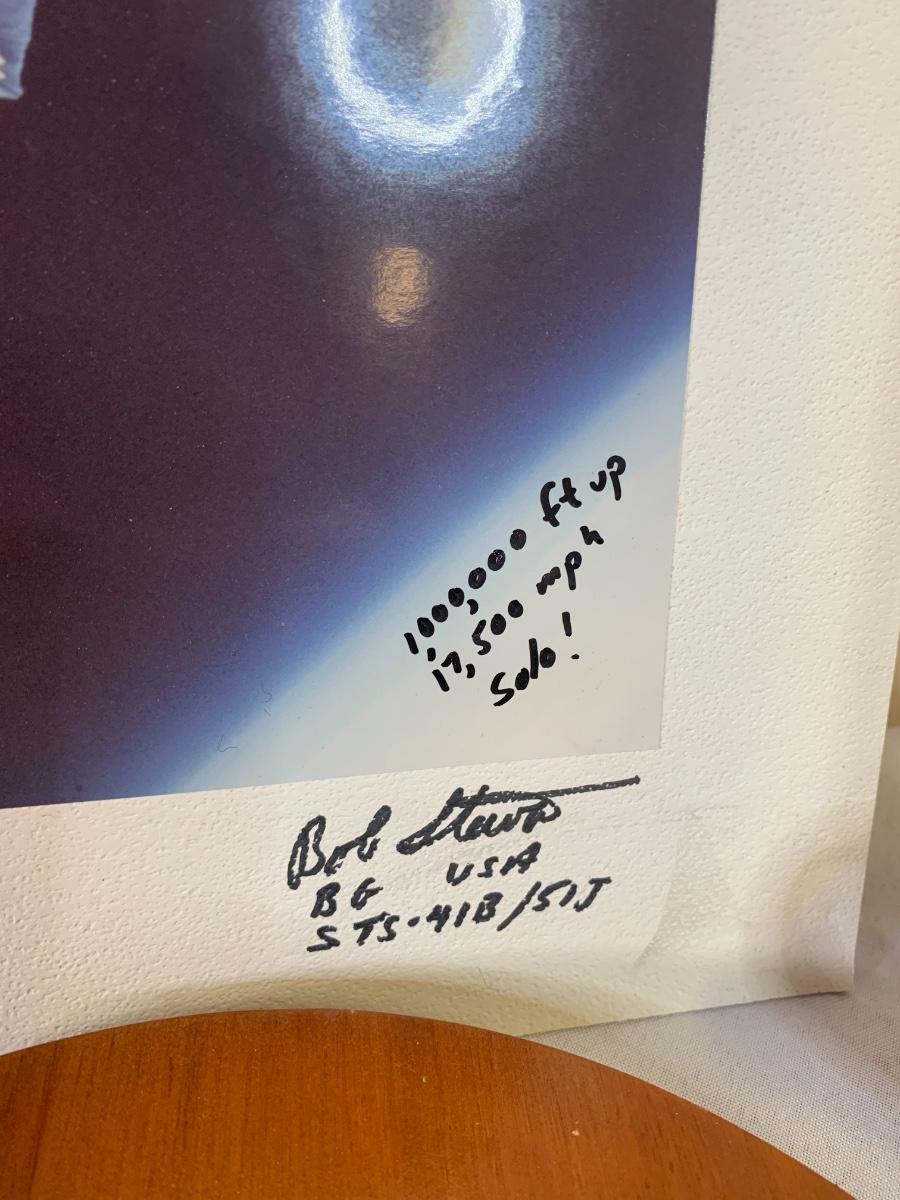 1,000,000 ft up
17,500 mph
Solo!
Bob Stewart
BG USA
STS-41B/51J